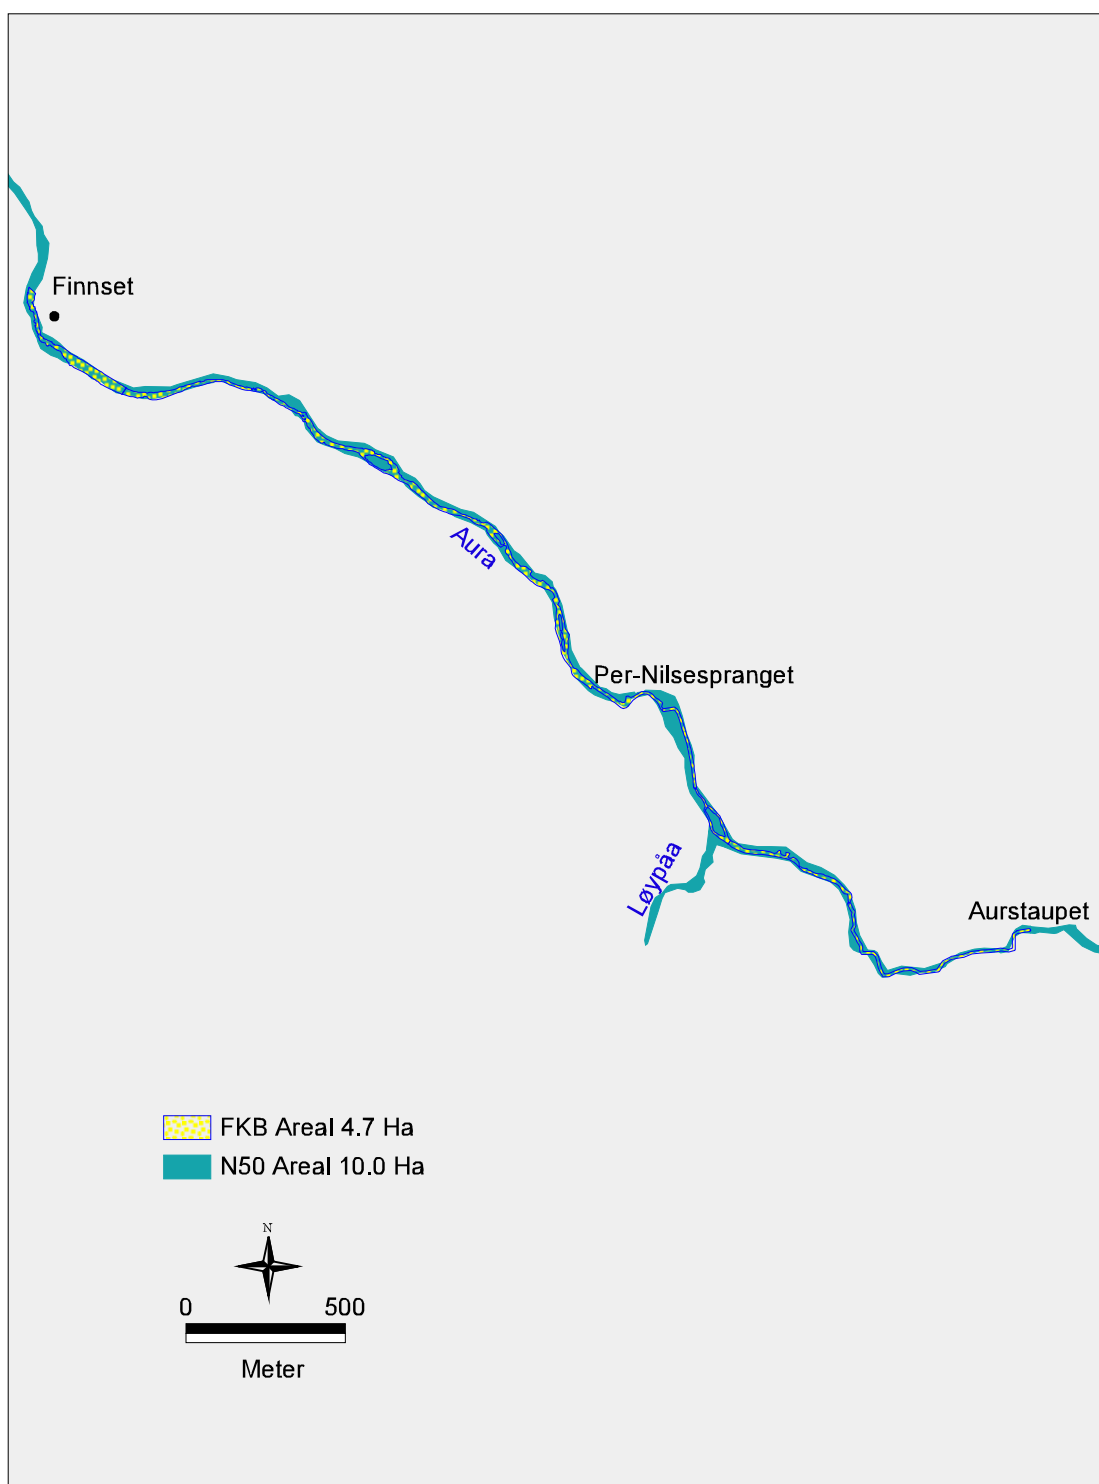 Finnset
Aura
Per-Nilsespranget
Løypåa
Aurstaupet
FKB Areal 4.7 Ha
N50 Areal 10.0 Ha
N
0 500
Meter